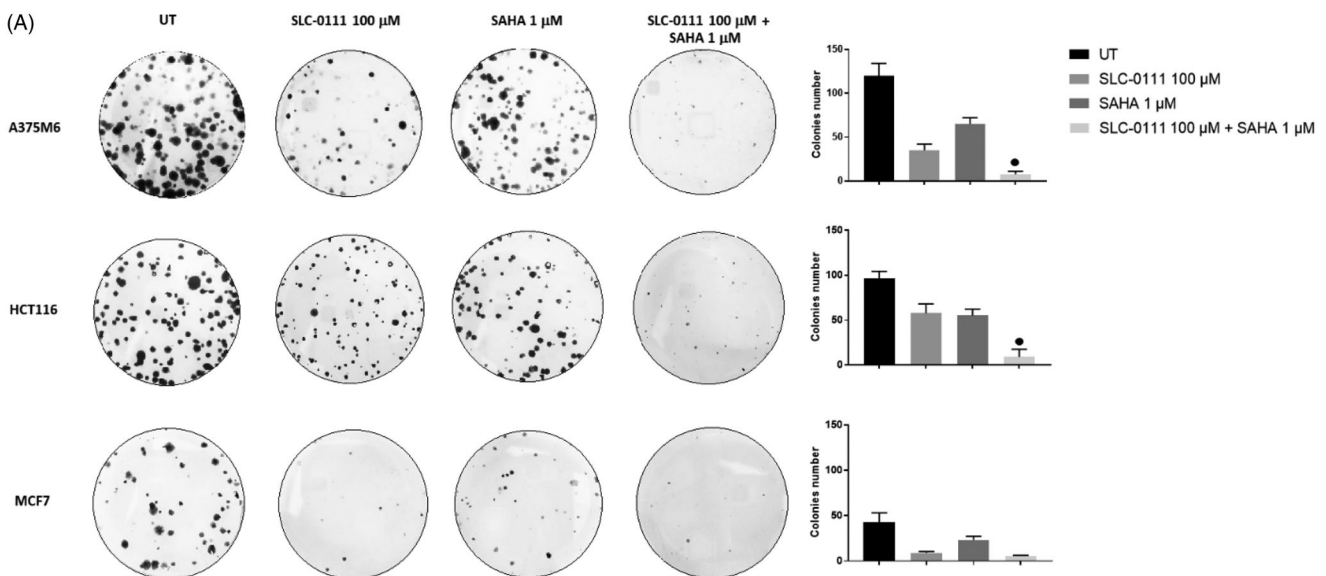 (A)
UT
SLC-0111 100 μM
SAHA 1 μM
SLC-0111 100 μM +
SAHA 1 μM
A375M6
Colonies number
150
100
50
0
UT
SLC-0111 100 μM
SAHA 1 μM
SLC-0111 100 μM + SAHA 1 μM
HCT116
Colonies number
150
100
50
0
MCF7
Colonies number
150
100
50
0